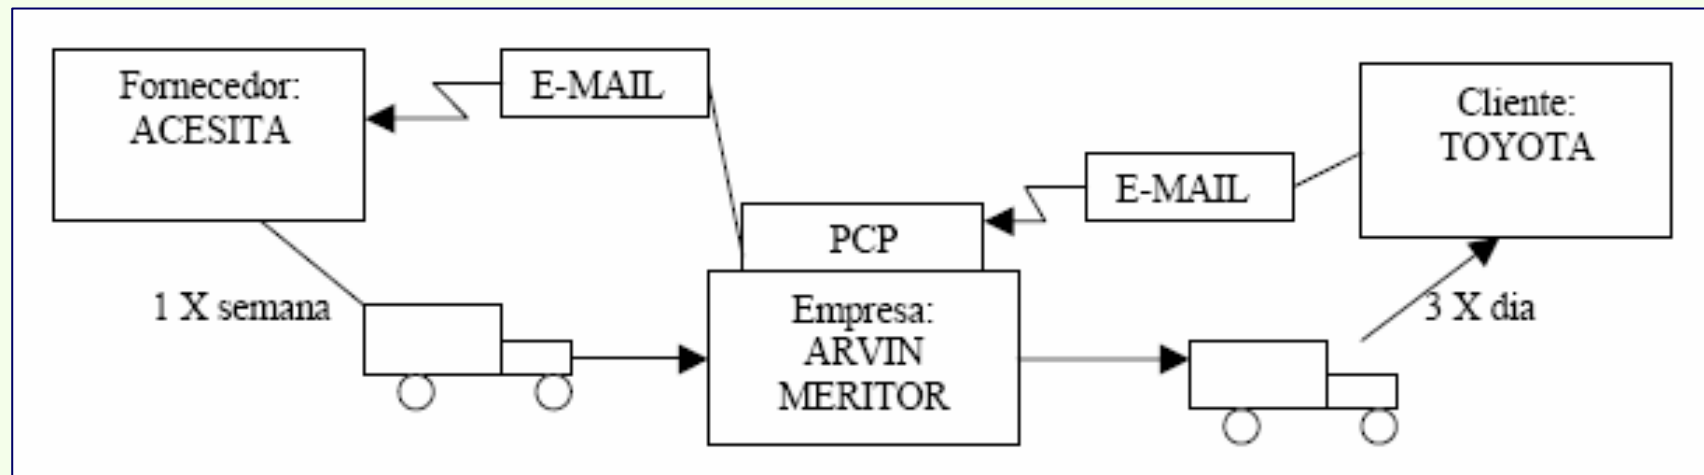 Fornecedor:
ACESITA
E-MAIL
Cliente:
TOYOTA
E-MAIL
PCP
1 X semana
Empresa:
ARVIN
MERITOR
3 X dia